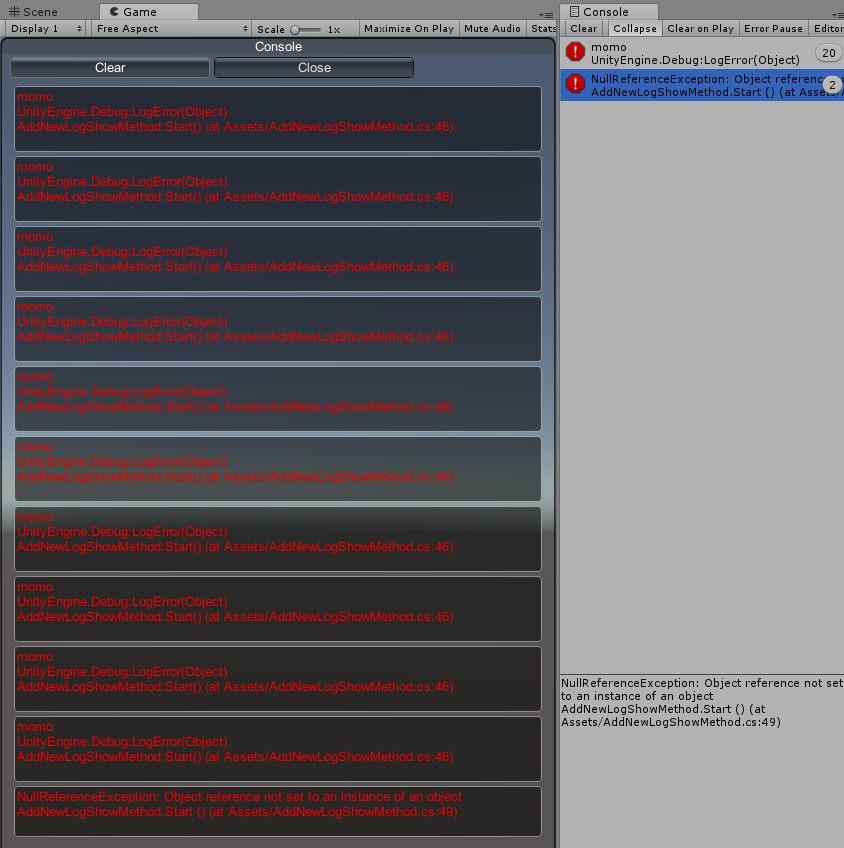 Scene
Game
Display 1
Free Aspect
Scale
1x
Maximize On Play
Mute Audio
Stats
Console
Clear
Close
momo
UnityEngine.Debug:LogError(Object)
AddNewLogShowMethod:Start() (at Assets/AddNewLogShowMethod.cs:46)
momo
UnityEngine.Debug:LogError(Object)
AddNewLogShowMethod:Start() (at Assets/AddNewLogShowMethod.cs:46)
momo
UnityEngine.Debug:LogError(Object)
AddNewLogShowMethod:Start() (at Assets/AddNewLogShowMethod.cs:46)
momo
UnityEngine.Debug:LogError(Object)
AddNewLogShowMethod:Start() (at Assets/AddNewLogShowMethod.cs:46)
momo
UnityEngine.Debug:LogError(Object)
AddNewLogShowMethod:Start() (at Assets/AddNewLogShowMethod.cs:46)
momo
UnityEngine.Debug:LogError(Object)
AddNewLogShowMethod:Start() (at Assets/AddNewLogShowMethod.cs:46)
momo
UnityEngine.Debug:LogError(Object)
AddNewLogShowMethod:Start() (at Assets/AddNewLogShowMethod.cs:46)
momo
UnityEngine.Debug:LogError(Object)
AddNewLogShowMethod:Start() (at Assets/AddNewLogShowMethod.cs:46)
momo
UnityEngine.Debug:LogError(Object)
AddNewLogShowMethod:Start() (at Assets/AddNewLogShowMethod.cs:46)
momo
UnityEngine.Debug:LogError(Object)
AddNewLogShowMethod:Start() (at Assets/AddNewLogShowMethod.cs:46)
NullReferenceException: Object reference not set to an instance of an object
AddNewLogShowMethod.Start () (at Assets/AddNewLogShowMethod.cs:49)
Console
Clear
Collapse
Clear on Play
Error Pause
Editor
momo
UnityEngine.Debug:LogError(Object)
20
NullReferenceException: Object reference
AddNewLogShowMethod.Start () (at Assets/A
2
NullReferenceException: Object reference not set
to an instance of an object
AddNewLogShowMethod.Start () (at
Assets/AddNewLogShowMethod.cs:49)